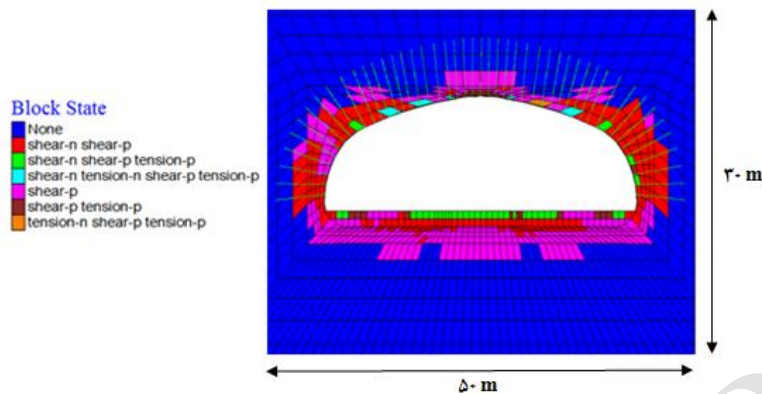 Block State
None
shear-n shear-p
shear-n shear-p tension-p
shear-n tension-n shear-p tension-p
shear-p
shear-p tension-p
tension-n shear-p tension-p
۳۰ m
۵۰ m